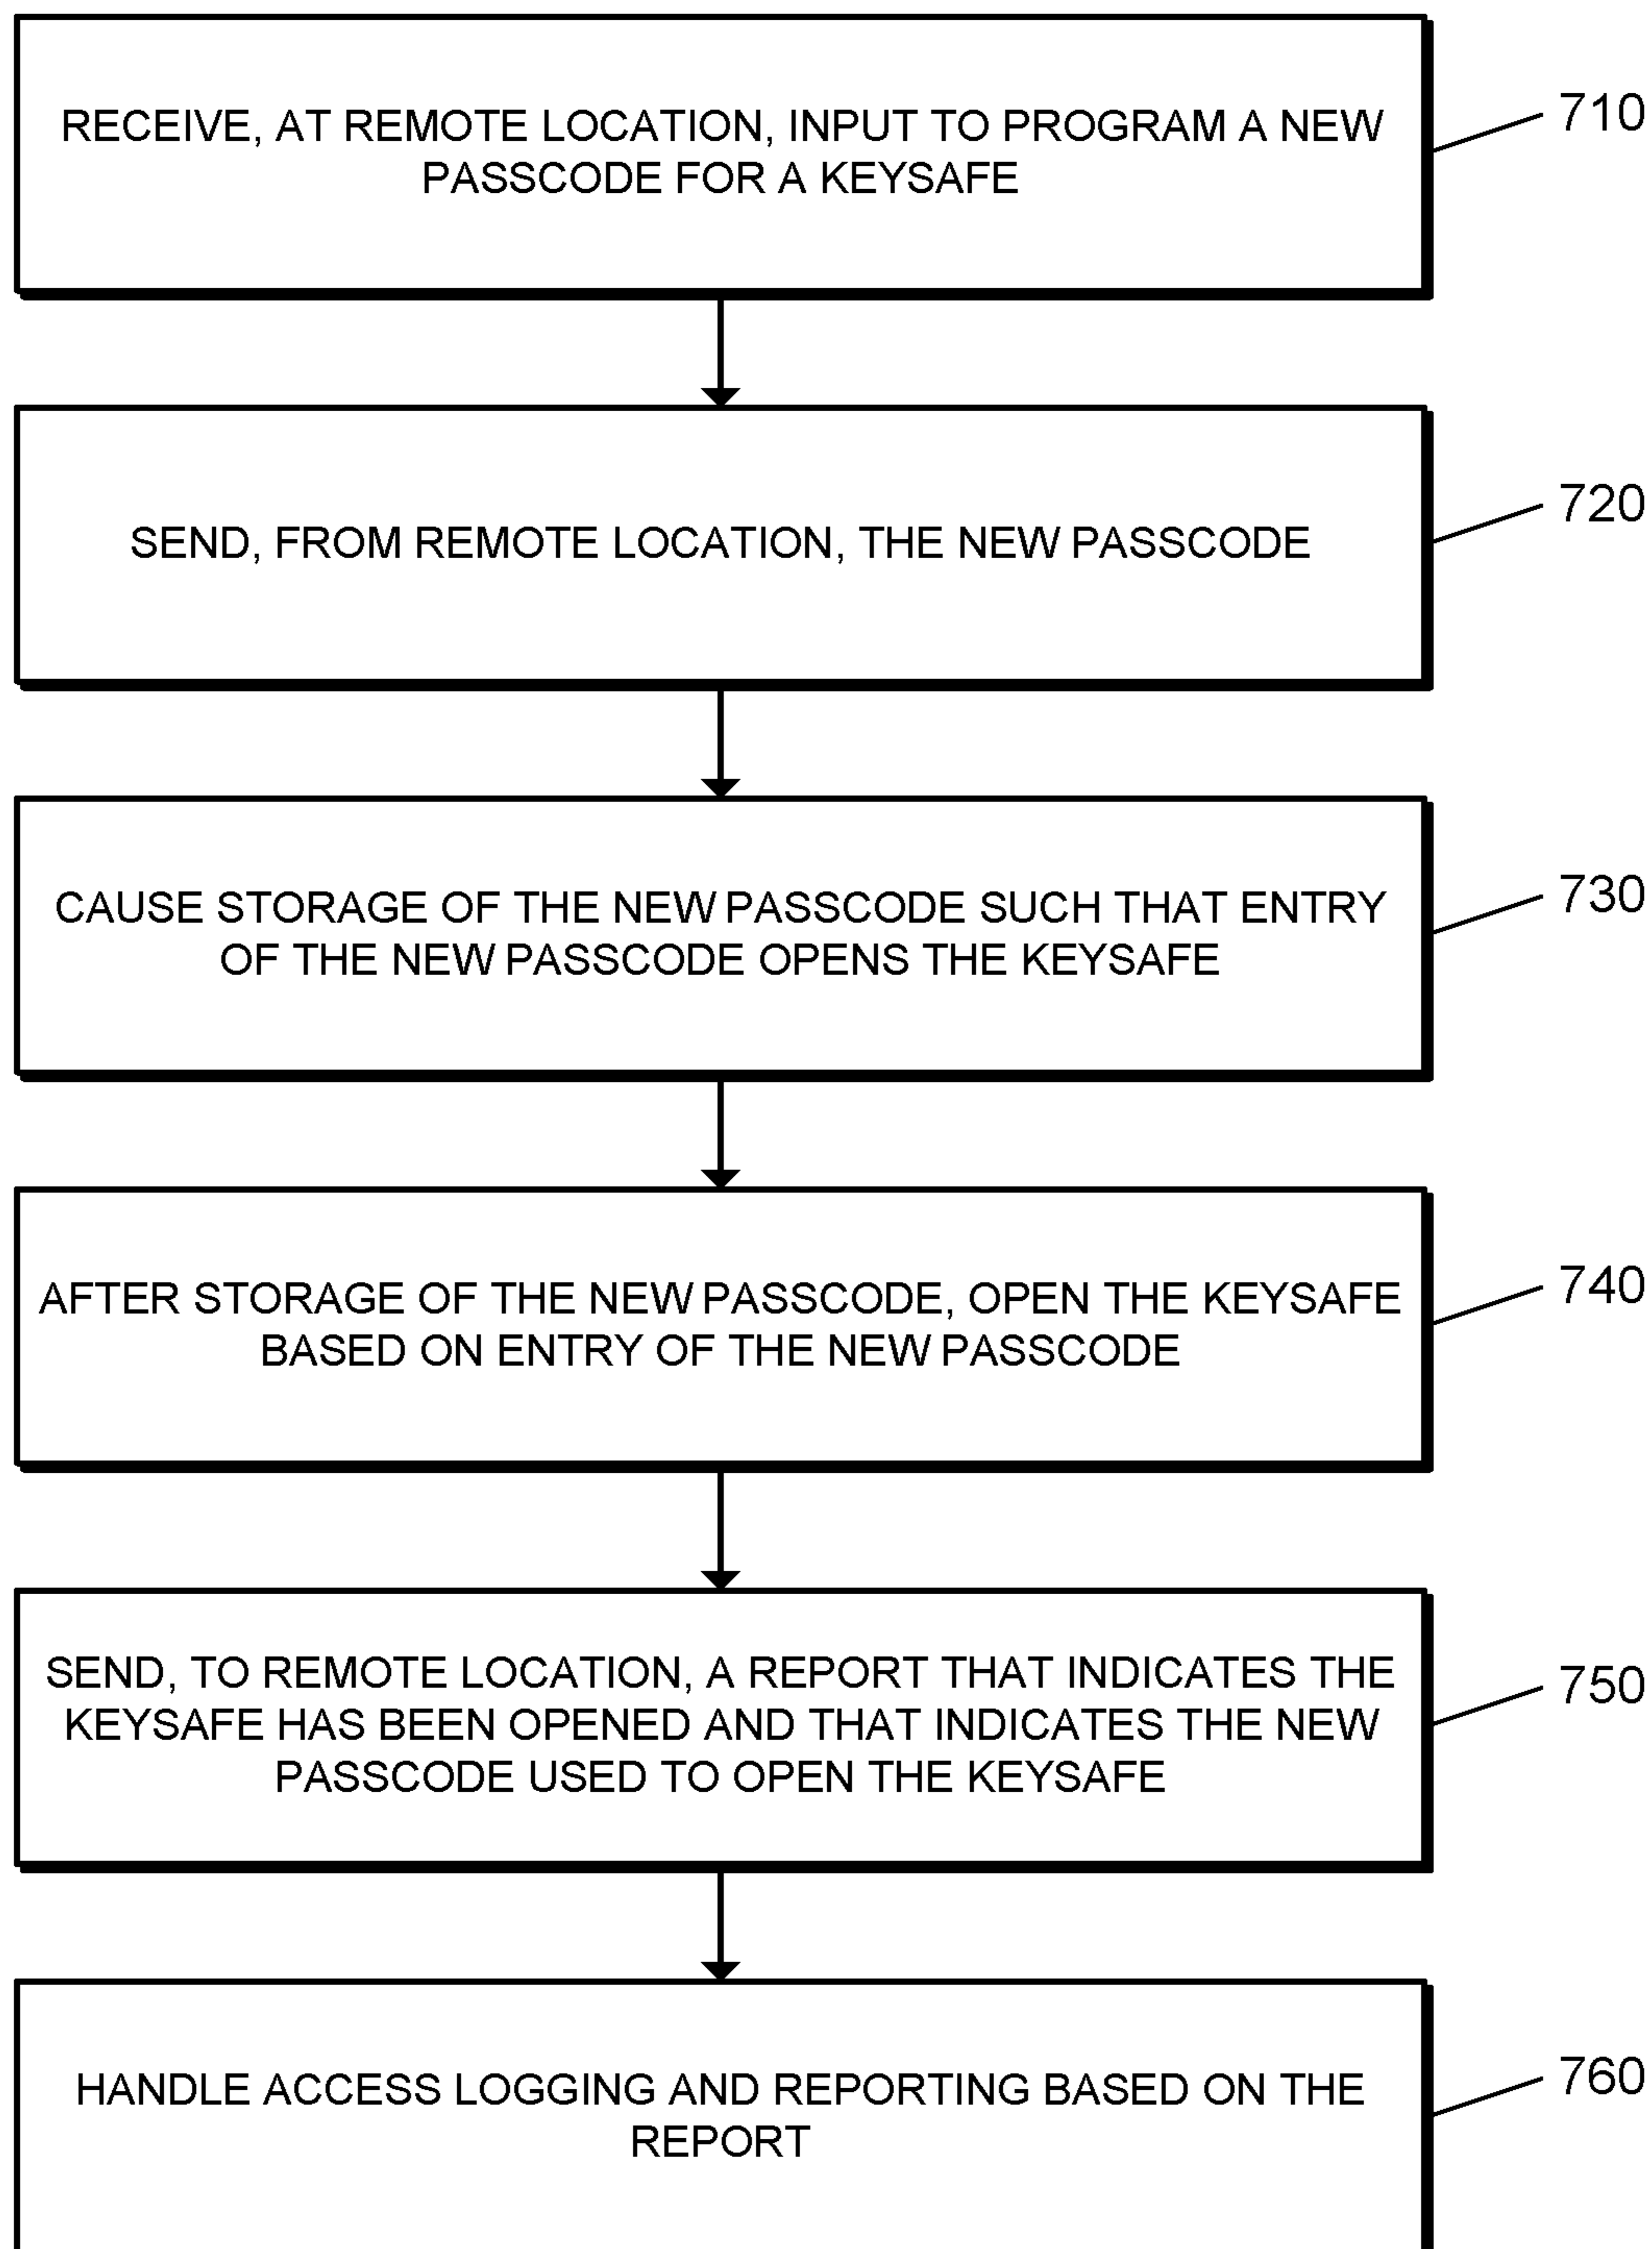 RECEIVE, AT REMOTE LOCATION, INPUT TO PROGRAM A NEW
PASSCODE FOR A KEYSAFE
710
SEND, FROM REMOTE LOCATION, THE NEW PASSCODE
720
CAUSE STORAGE OF THE NEW PASSCODE SUCH THAT ENTRY
OF THE NEW PASSCODE OPENS THE KEYSAFE
730
AFTER STORAGE OF THE NEW PASSCODE, OPEN THE KEYSAFE
BASED ON ENTRY OF THE NEW PASSCODE
740
SEND, TO REMOTE LOCATION, A REPORT THAT INDICATES THE
KEYSAFE HAS BEEN OPENED AND THAT INDICATES THE NEW
PASSCODE USED TO OPEN THE KEYSAFE
750
HANDLE ACCESS LOGGING AND REPORTING BASED ON THE
REPORT
760